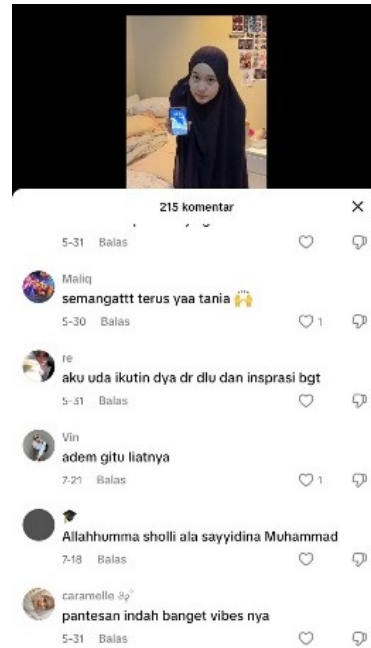 215 komentar
5-31 Balas
Maliq
semangattt terus yaa tania 🙌
5-30 Balas
1
re
aku uda ikutin dya dr dlu dan insprasi bgt
5-31 Balas
Vin
adem gitu liatnya
7-21 Balas
1
🎓
Allahhumma sholli ala sayyidina Muhammad
7-18 Balas
caramelle
pantesan indah banget vibes nya
5-31 Balas